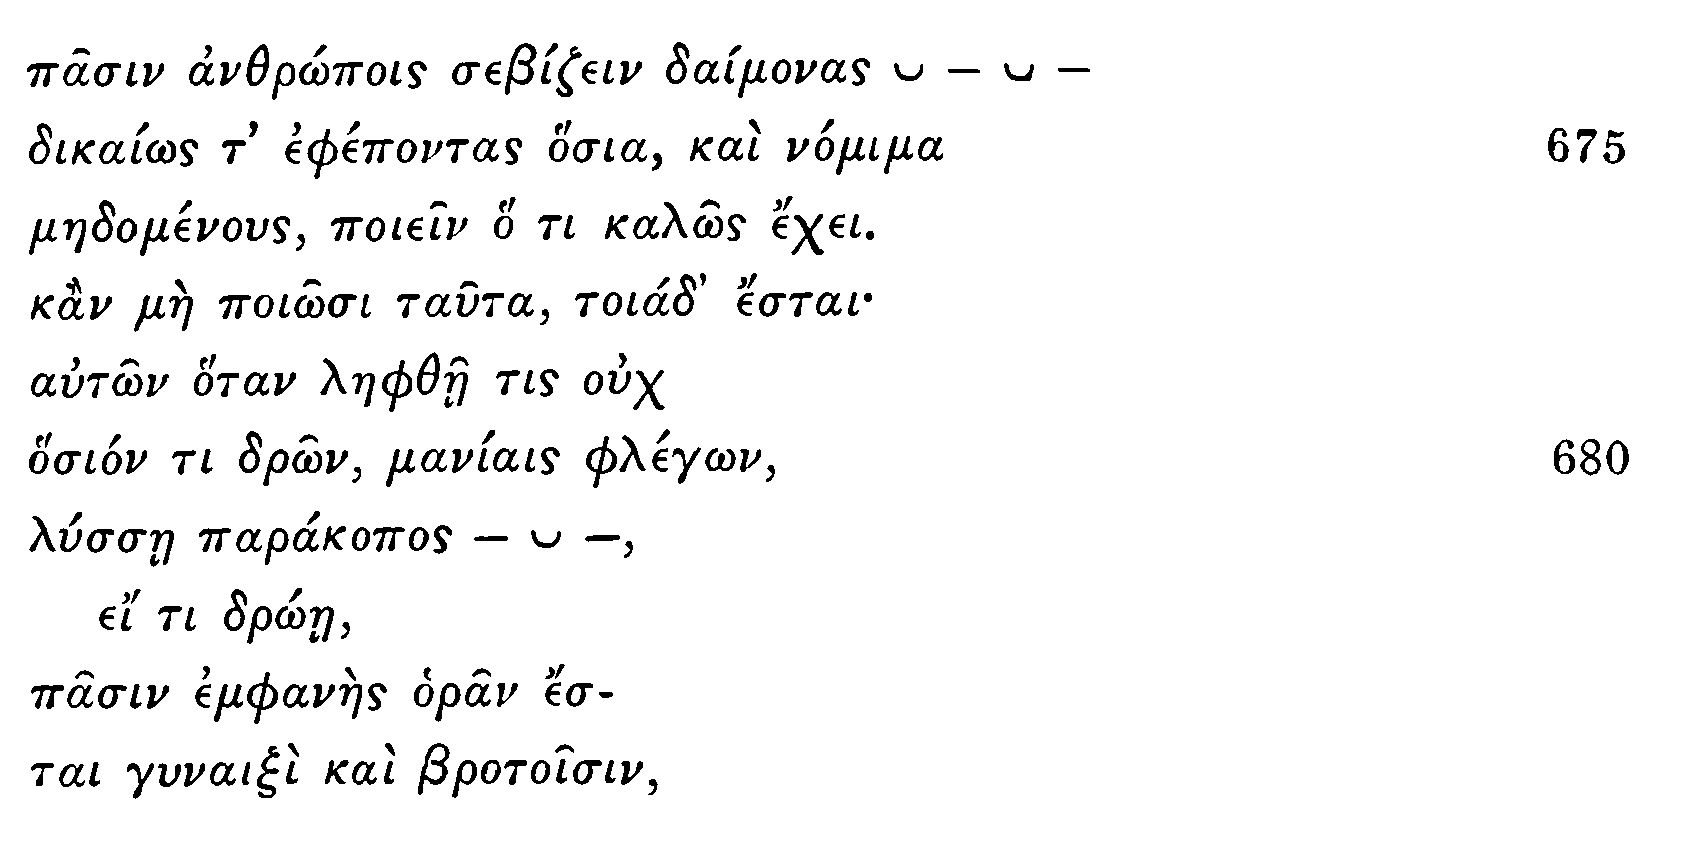 πᾶσιν ἀνθρώποις σεβίζειν δαίμονας ⏑ – ⏑ –
δικαίως τ’ ἐφέποντας ὅσια, καὶ νόμιμα 675
μηδομένους, ποιεῖν ὅ τι καλῶς ἔχει.
κἂν μὴ ποιῶσι ταῦτα, τοιάδ’ ἔσται·
αὐτῶν ὅταν ληφθῇ τις οὐχ
ὅσιόν τι δρῶν, μανίαις φλέγων, 680
λύσσῃ παράκοπος – ⏑ –,
εἴ τι δρώῃ,
πᾶσιν ἐμφανὴς ὁρᾶν ἔσ-
ται γυναιξὶ καὶ βροτοῖσιν,